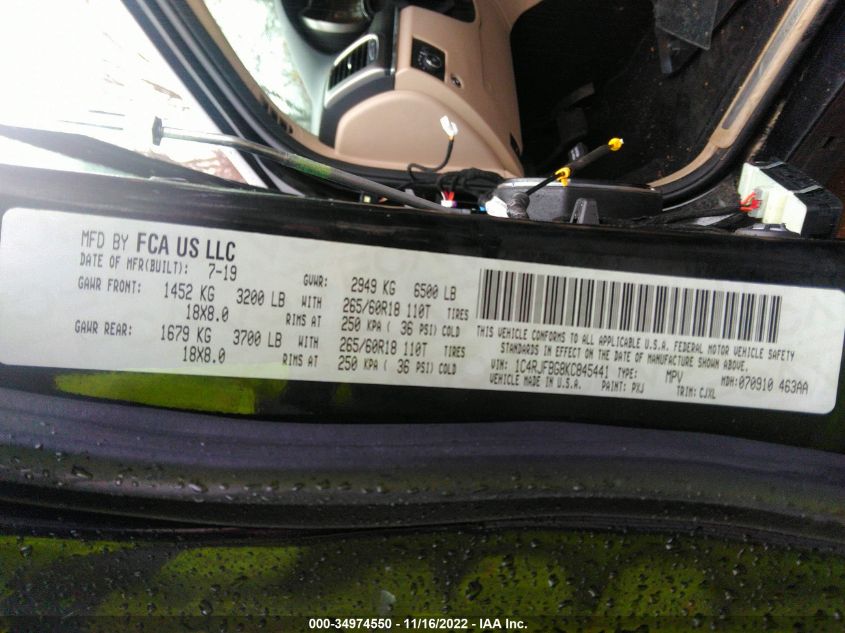 MFD BY FCA US LLC
DATE OF MFR(BUILT): 7-19 GVWR: 2949 KG 6500 LB
GAWR FRONT: 1452 KG 3200 LB WITH 265/60R18 110T TIRES
18X8.0 RIMS AT 250 KPA ( 36 PSI) COLD
GAWR REAR: 1679 KG 3700 LB WITH 265/60R18 110T TIRES
18X8.0 RIMS AT 250 KPA ( 36 PSI) COLD
THIS VEHICLE CONFORMS TO ALL APPLICABLE U.S.A. FEDERAL MOTOR VEHICLE SAFETY
STANDARDS IN EFFECT ON THE DATE OF MANUFACTURE SHOWN ABOVE.
VIN: 1C4RJFBG8KC845441 TYPE: MPV MDH: 070910 463AA
VEHICLE MADE IN U.S.A. PAINT: PXJ TRIM: CJXL
000-34974550 - 11/16/2022 - IAA Inc.